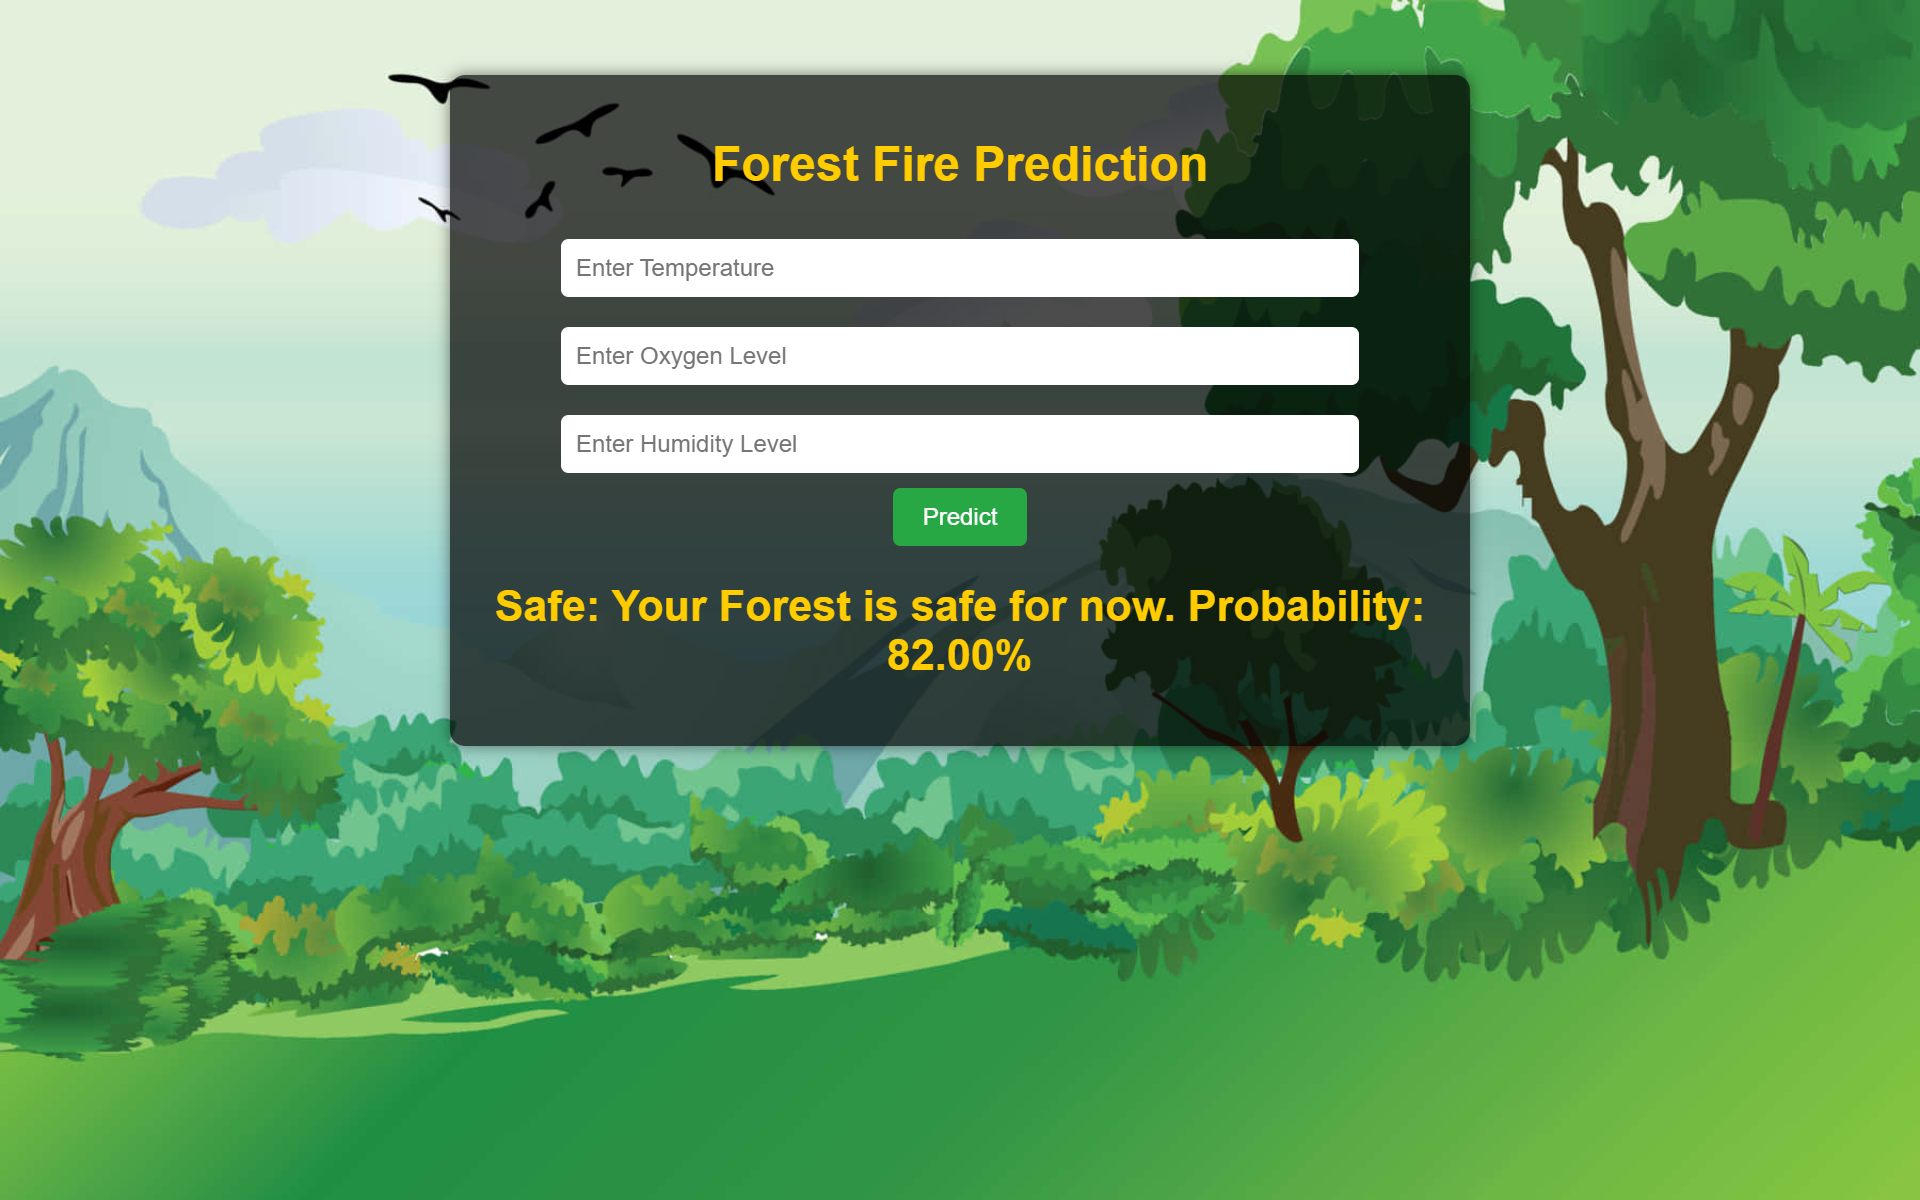 Forest Fire Prediction
Enter Temperature
Enter Oxygen Level
Enter Humidity Level
Predict
Safe: Your Forest is safe for now. Probability:
82.00%